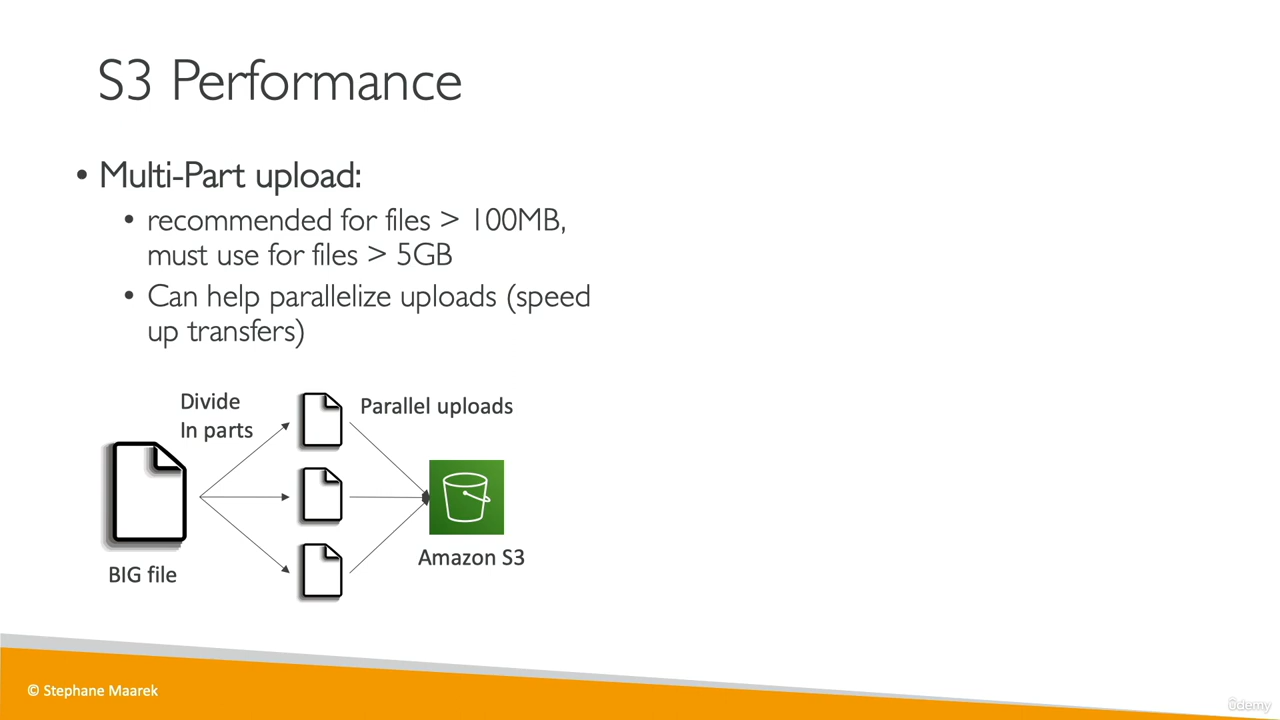 S3 Performance
• Multi-Part upload:
• recommended for files > 100MB,
must use for files > 5GB
• Can help parallelize uploads (speed
up transfers)
Divide
In parts
Parallel uploads
BIG file
Amazon S3
© Stephane Maarek
ûdemy